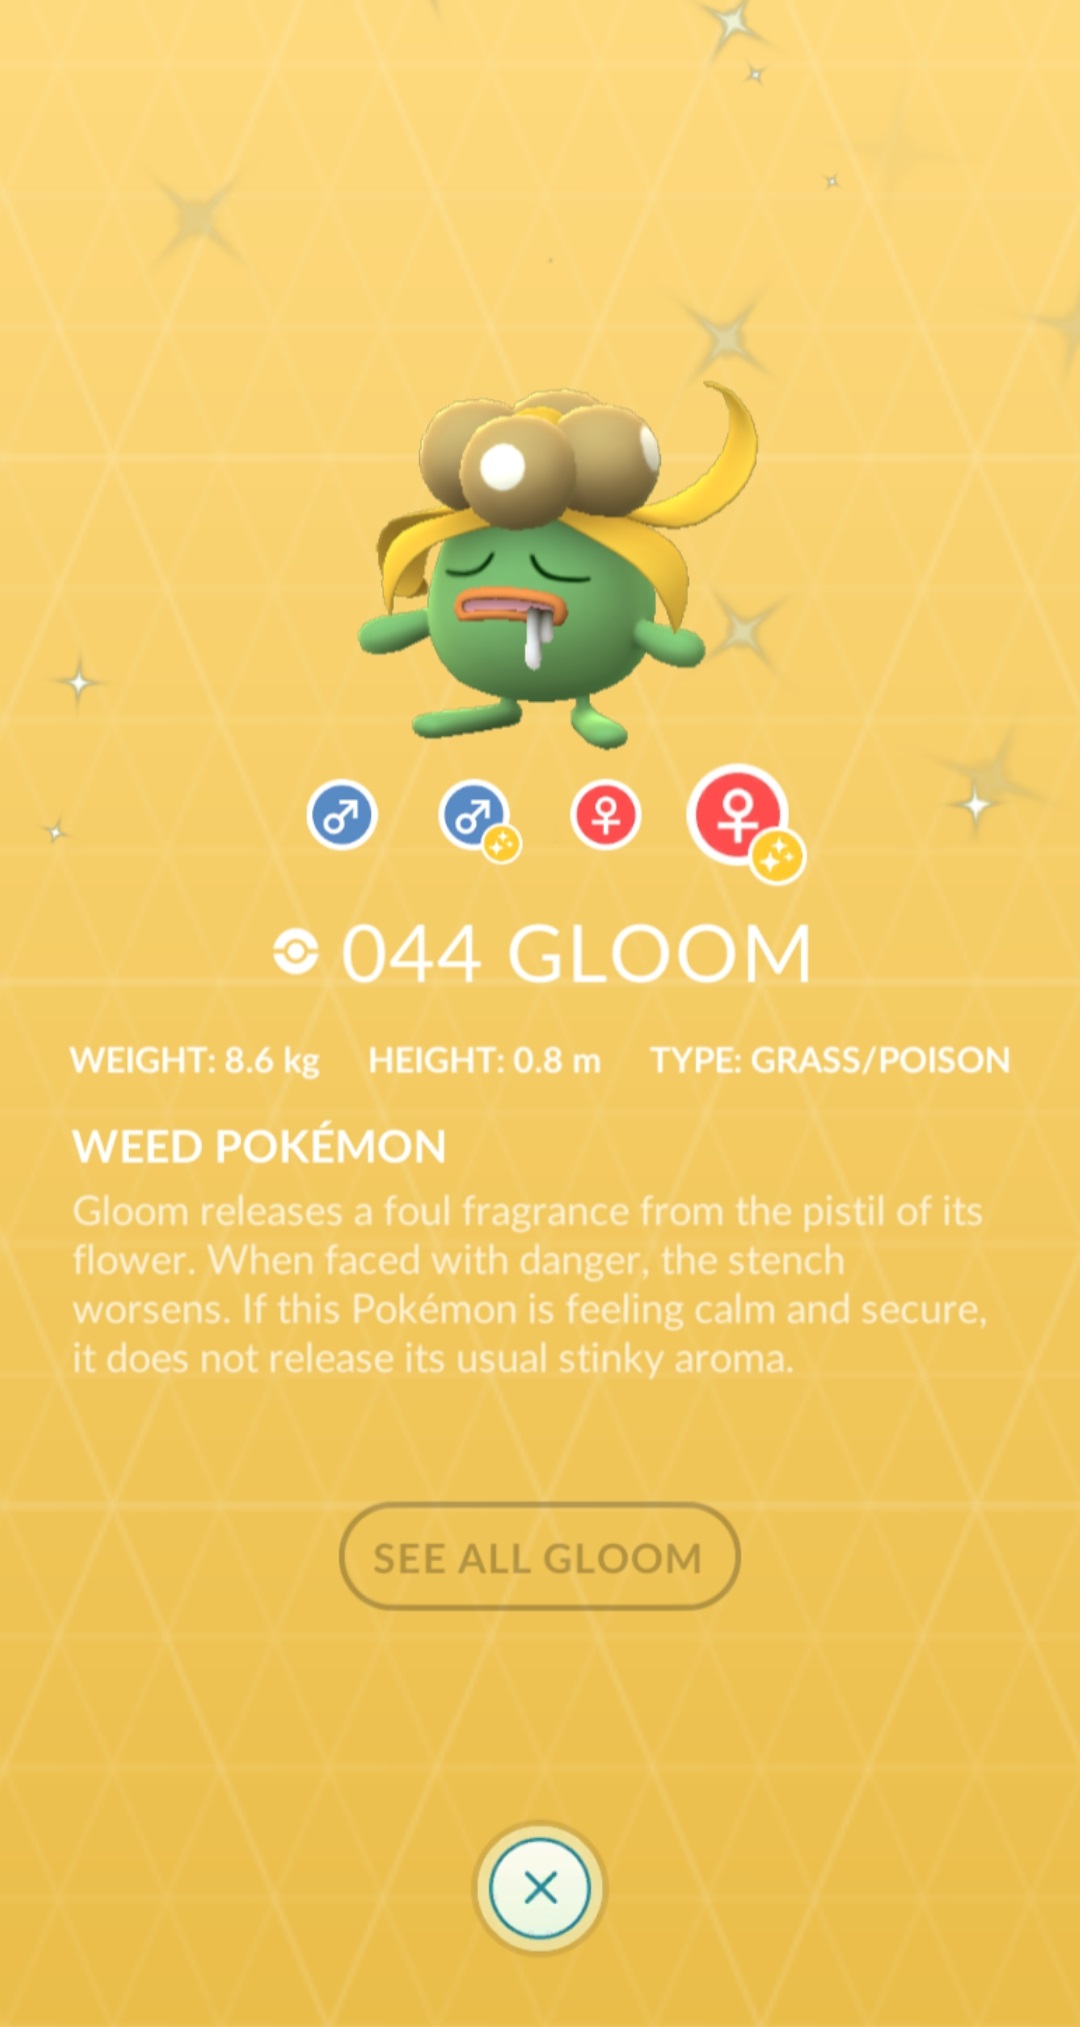 044 GLOOM
WEIGHT: 8.6 kg HEIGHT: 0.8 m TYPE: GRASS/POISON
WEED POKÉMON
Gloom releases a foul fragrance from the pistil of its
flower. When faced with danger, the stench
worsens. If this Pokémon is feeling calm and secure,
it does not release its usual stinky aroma.
SEE ALL GLOOM